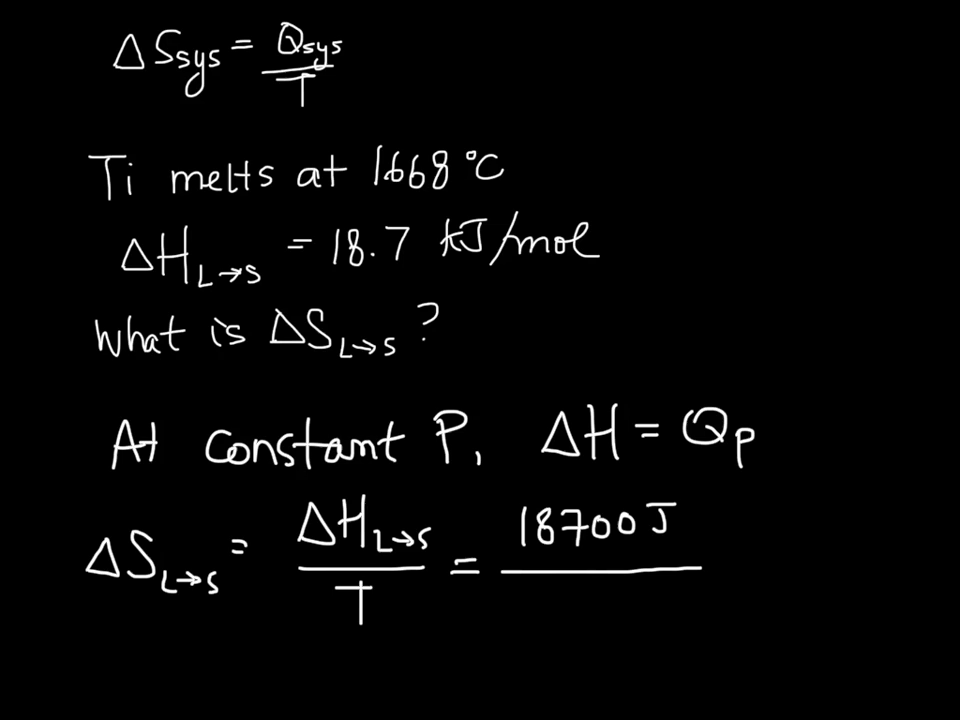 ΔSsys = Qsys/T
Ti melts at 1668 °C
ΔH L→S = 18.7 kJ/mol
What is ΔS L→S ?
At constant P, ΔH = Qp
ΔS L→S = ΔH L→S/T = 18700 J